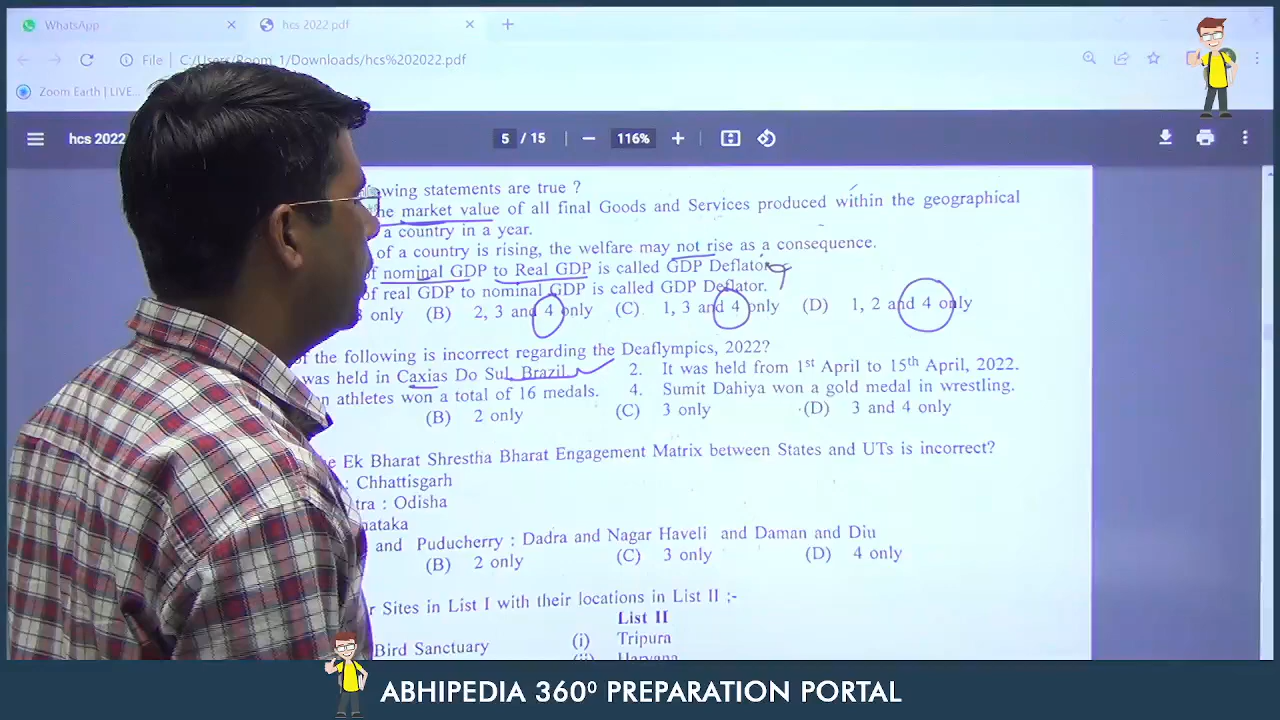 WhatsApp
hcs 2022 pdf
File C:/Users/Room_1/Downloads/hcs%202022.pdf
Zoom Earth | LIVE...
hcs 2022
5 / 15
116%
owing statements are true ?
the market value of all final Goods and Services produced within the geographical
a country in a year.
of a country is rising, the welfare may not rise as a consequence.
of nominal GDP to Real GDP is called GDP Deflator.
of real GDP to nominal GDP is called GDP Deflator.
3 only (B) 2, 3 and 4 only (C) 1, 3 and 4 only (D) 1, 2 and 4 only
of the following is incorrect regarding the Deaflympics, 2022?
was held in Caxias Do Sul, Brazil 2. It was held from 1st April to 15th April, 2022.
n athletes won a total of 16 medals. 4. Sumit Dahiya won a gold medal in wrestling.
(B) 2 only (C) 3 only (D) 3 and 4 only
e Ek Bharat Shrestha Bharat Engagement Matrix between States and UTs is incorrect?
: Chhattisgarh
tra : Odisha
nataka
and Puducherry : Dadra and Nagar Haveli and Daman and Diu
(B) 2 only (C) 3 only (D) 4 only
r Sites in List I with their locations in List II :-
List II
Bird Sanctuary (i) Tripura
(ii) Haryana
ABHIPEDIA 360⁰ PREPARATION PORTAL